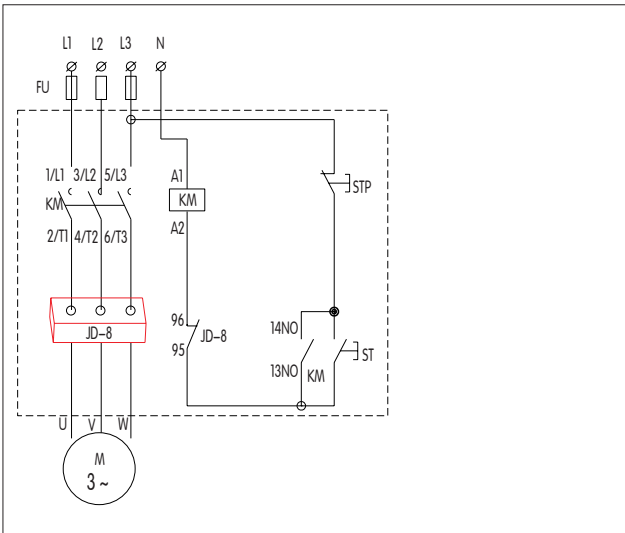 L1 L2 L3 N
FU
1/L1 3/L2 5/L3 A1
KM KM STP
2/T1 4/T2 6/T3 A2
96
JD-8 JD-8
95
14NO
13NO KM ST
U V W
M
3 ~